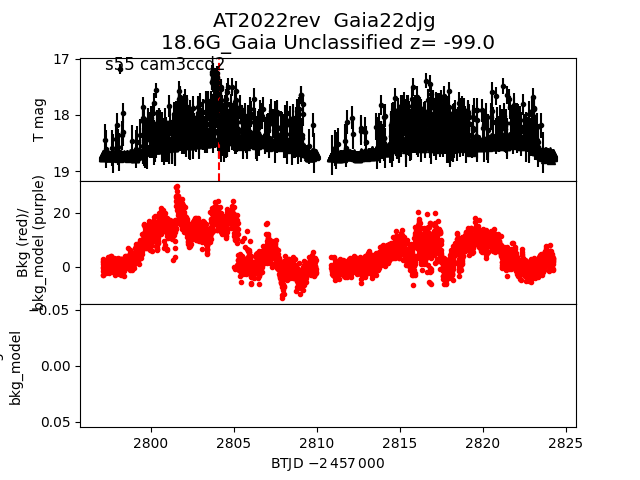 AT2022rev Gaia22djg
18.6G_Gaia Unclassified z= -99.0
s55 cam3ccd2
17
18
19
T mag
20
0
Bkg (red)/
bkg_model (purple)
0.05
0.00
0.05
bkg_model
2800
2805
2810
2815
2820
2825
BTJD −2 457 000